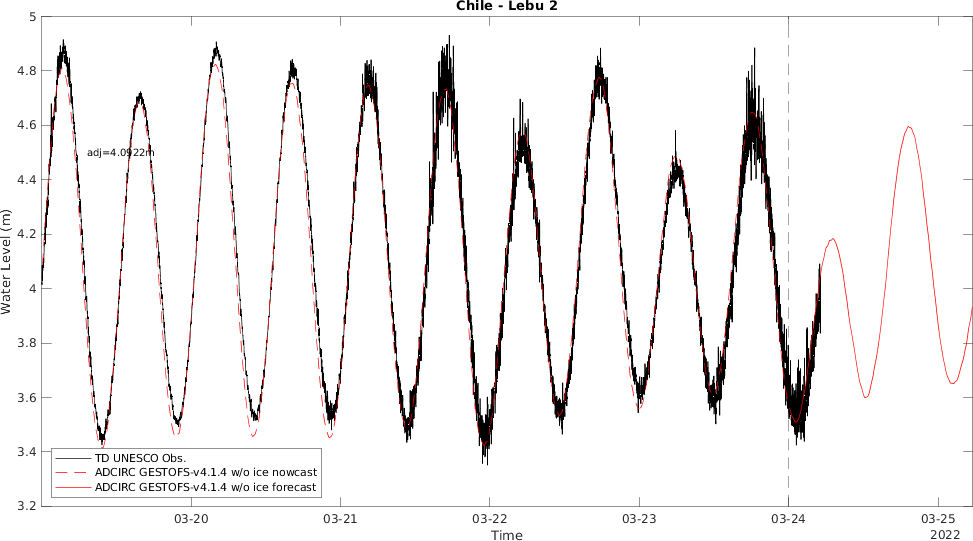 Chile - Lebu 2
5
4.8
4.6
4.4
4.2
4
3.8
3.6
3.4
3.2
Water Level (m)
adj=4.0922m
TD UNESCO Obs.
ADCIRC GESTOFS-v4.1.4 w/o ice nowcast
ADCIRC GESTOFS-v4.1.4 w/o ice forecast
03-20
03-21
03-22
03-23
03-24
03-25
Time
2022